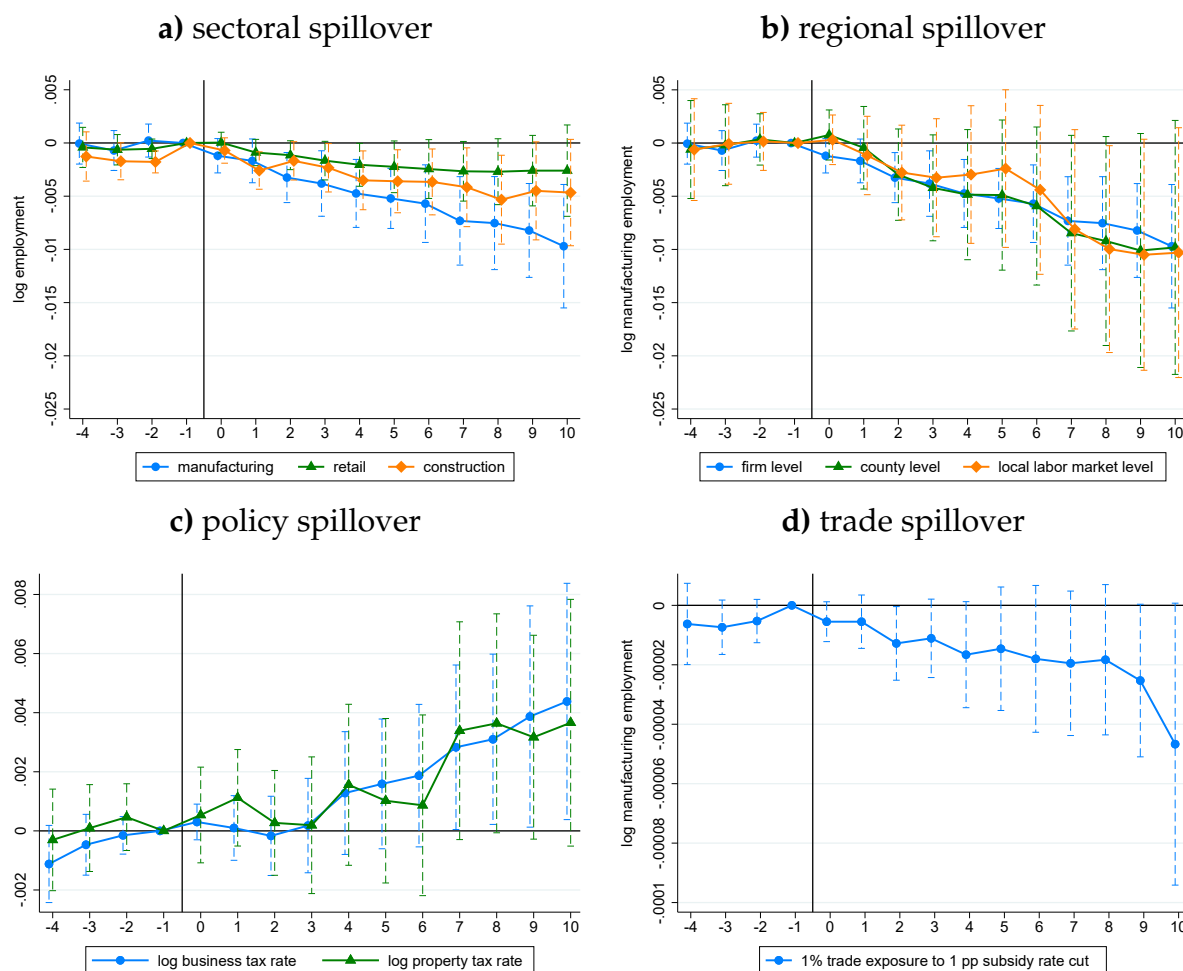 a) sectoral spillover
.005
0
-.005
-.01
-.015
-.02
-.025
log employment
-4 -3 -2 -1 0 1 2 3 4 5 6 7 8 9 10
manufacturing retail construction
b) regional spillover
.005
0
-.005
-.01
-.015
-.02
-.025
log manufacturing employment
-4 -3 -2 -1 0 1 2 3 4 5 6 7 8 9 10
firm level county level local labor market level
c) policy spillover
.008
.006
.004
.002
0
-.002
-4 -3 -2 -1 0 1 2 3 4 5 6 7 8 9 10
log business tax rate log property tax rate
d) trade spillover
0
-.00002
-.00004
-.00006
-.00008
-.0001
log manufacturing employment
-4 -3 -2 -1 0 1 2 3 4 5 6 7 8 9 10
1% trade exposure to 1 pp subsidy rate cut